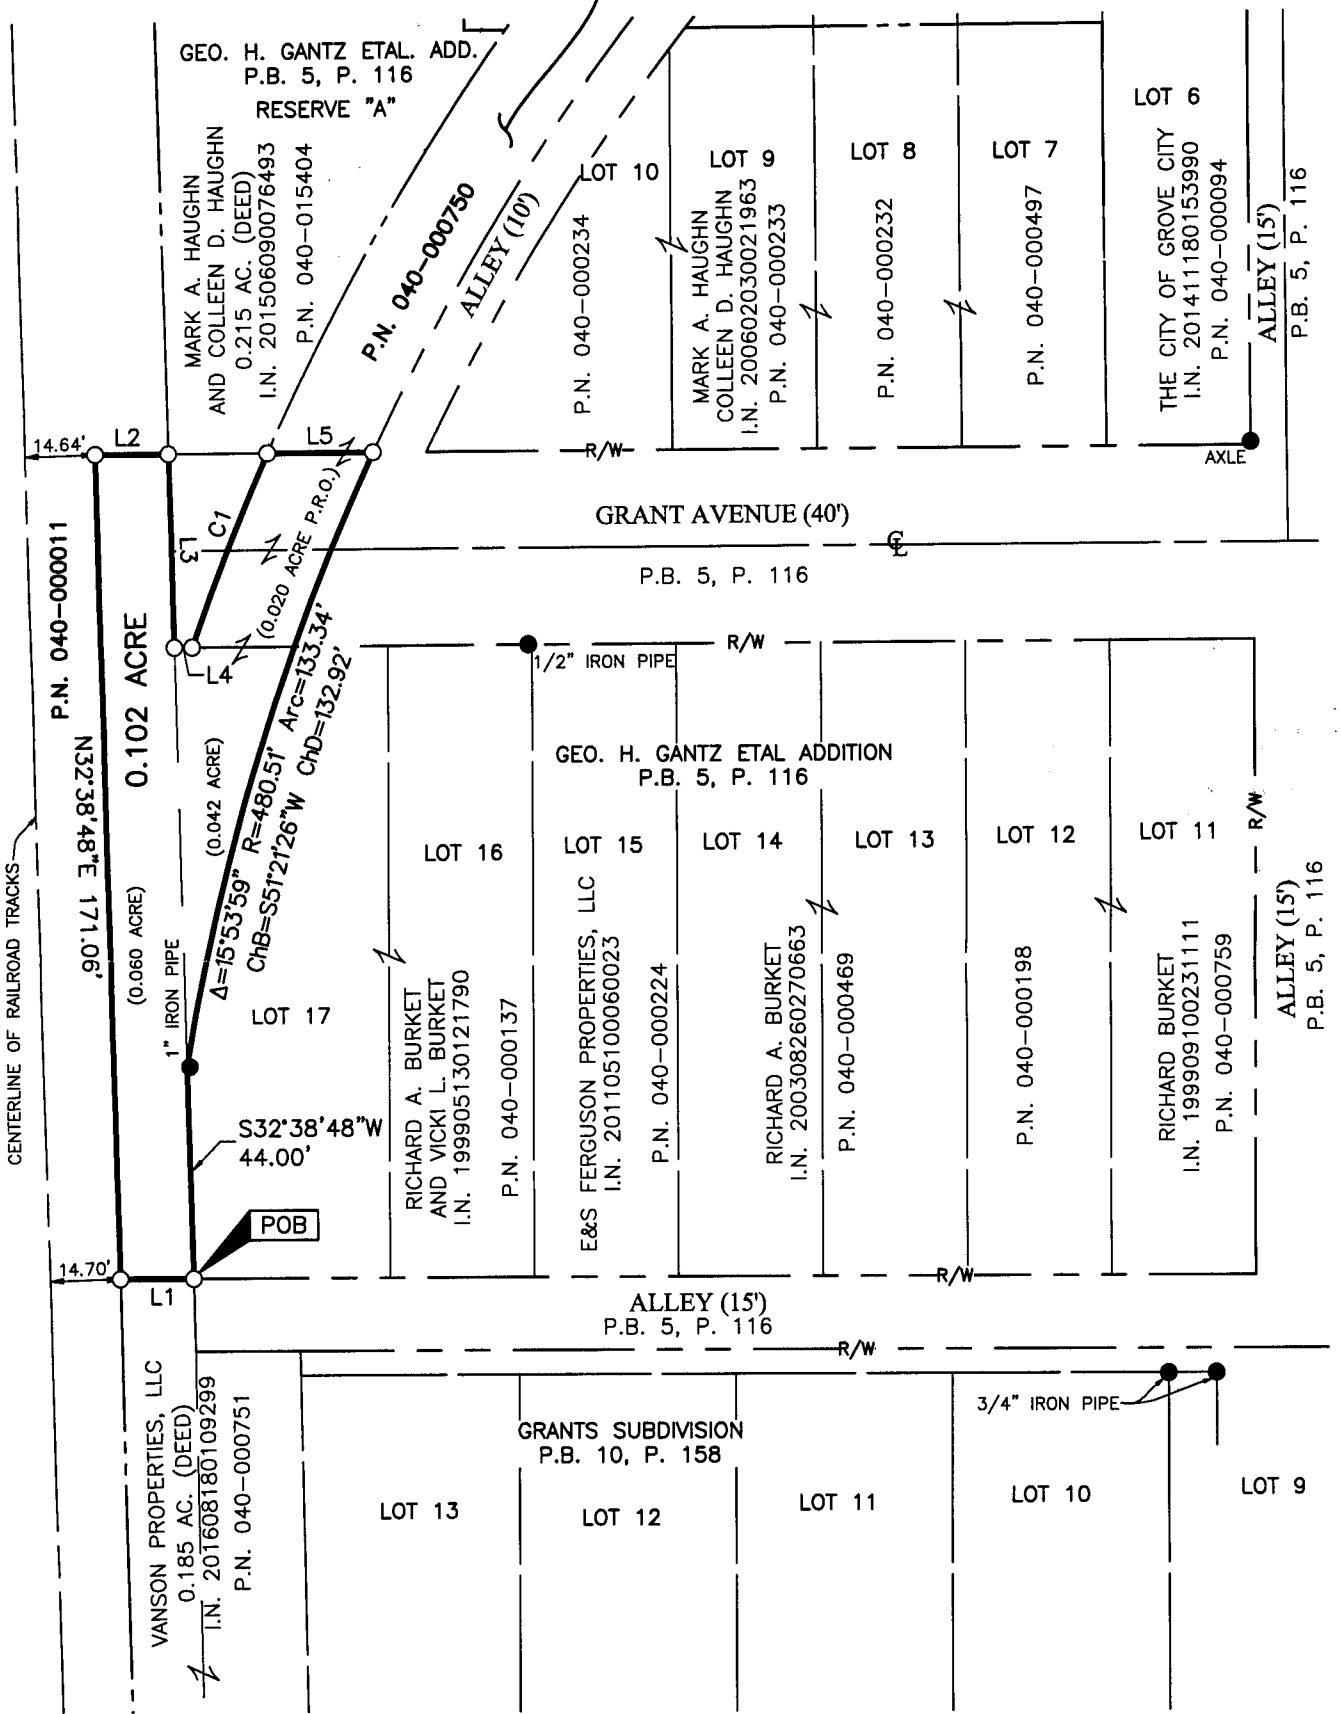 GEO. H. GANTZ ETAL. ADD.
P.B. 5, P. 116
RESERVE "A"
MARK A. HAUGHN
AND COLLEEN D. HAUGHN
0.215 AC. (DEED)
I.N. 201506090076493
P.N. 040-015404
P.N. 040-000750
ALLEY (10')
LOT 10
P.N. 040-000234
LOT 9
MARK A. HAUGHN
COLLEEN D. HAUGHN
I.N. 200602030021963
P.N. 040-000233
LOT 8
P.N. 040-000232
LOT 7
P.N. 040-000497
LOT 6
THE CITY OF GROVE CITY
I.N. 201411180153990
P.N. 040-000094
ALLEY (15')
P.B. 5, P. 116
14.64'
L2
L5
R/W
AXLE
C1
L3
(0.020 ACRE P.R.O.)
GRANT AVENUE (40')
CL
P.B. 5, P. 116
P.N. 040-000011
0.102 ACRE
L4
R/W
1/2" IRON PIPE
N32°38'48"E 171.06'
(0.042 ACRE)
Δ=15°53'59" R=480.51' Arc=133.34'
ChB=S51°21'26"W ChD=132.92'
GEO. H. GANTZ ETAL ADDITION
P.B. 5, P. 116
R/W
CENTERLINE OF RAILROAD TRACKS
(0.060 ACRE)
1" IRON PIPE
LOT 17
LOT 16
RICHARD A. BURKET
AND VICKI L. BURKET
I.N. 199905130121790
P.N. 040-000137
LOT 15
E&S FERGUSON PROPERTIES, LLC
I.N. 201105100060023
P.N. 040-000224
LOT 14
RICHARD A. BURKET
I.N. 200308260270663
LOT 13
P.N. 040-000469
LOT 12
P.N. 040-000198
LOT 11
RICHARD BURKET
I.N. 199909100231111
P.N. 040-000759
ALLEY (15')
P.B. 5, P. 116
S32°38'48"W
44.00'
POB
14.70'
L1
R/W
ALLEY (15')
P.B. 5, P. 116
R/W
VANSON PROPERTIES, LLC
0.185 AC. (DEED)
I.N. 201608180109299
P.N. 040-000751
3/4" IRON PIPE
GRANTS SUBDIVISION
P.B. 10, P. 158
LOT 13
LOT 12
LOT 11
LOT 10
LOT 9